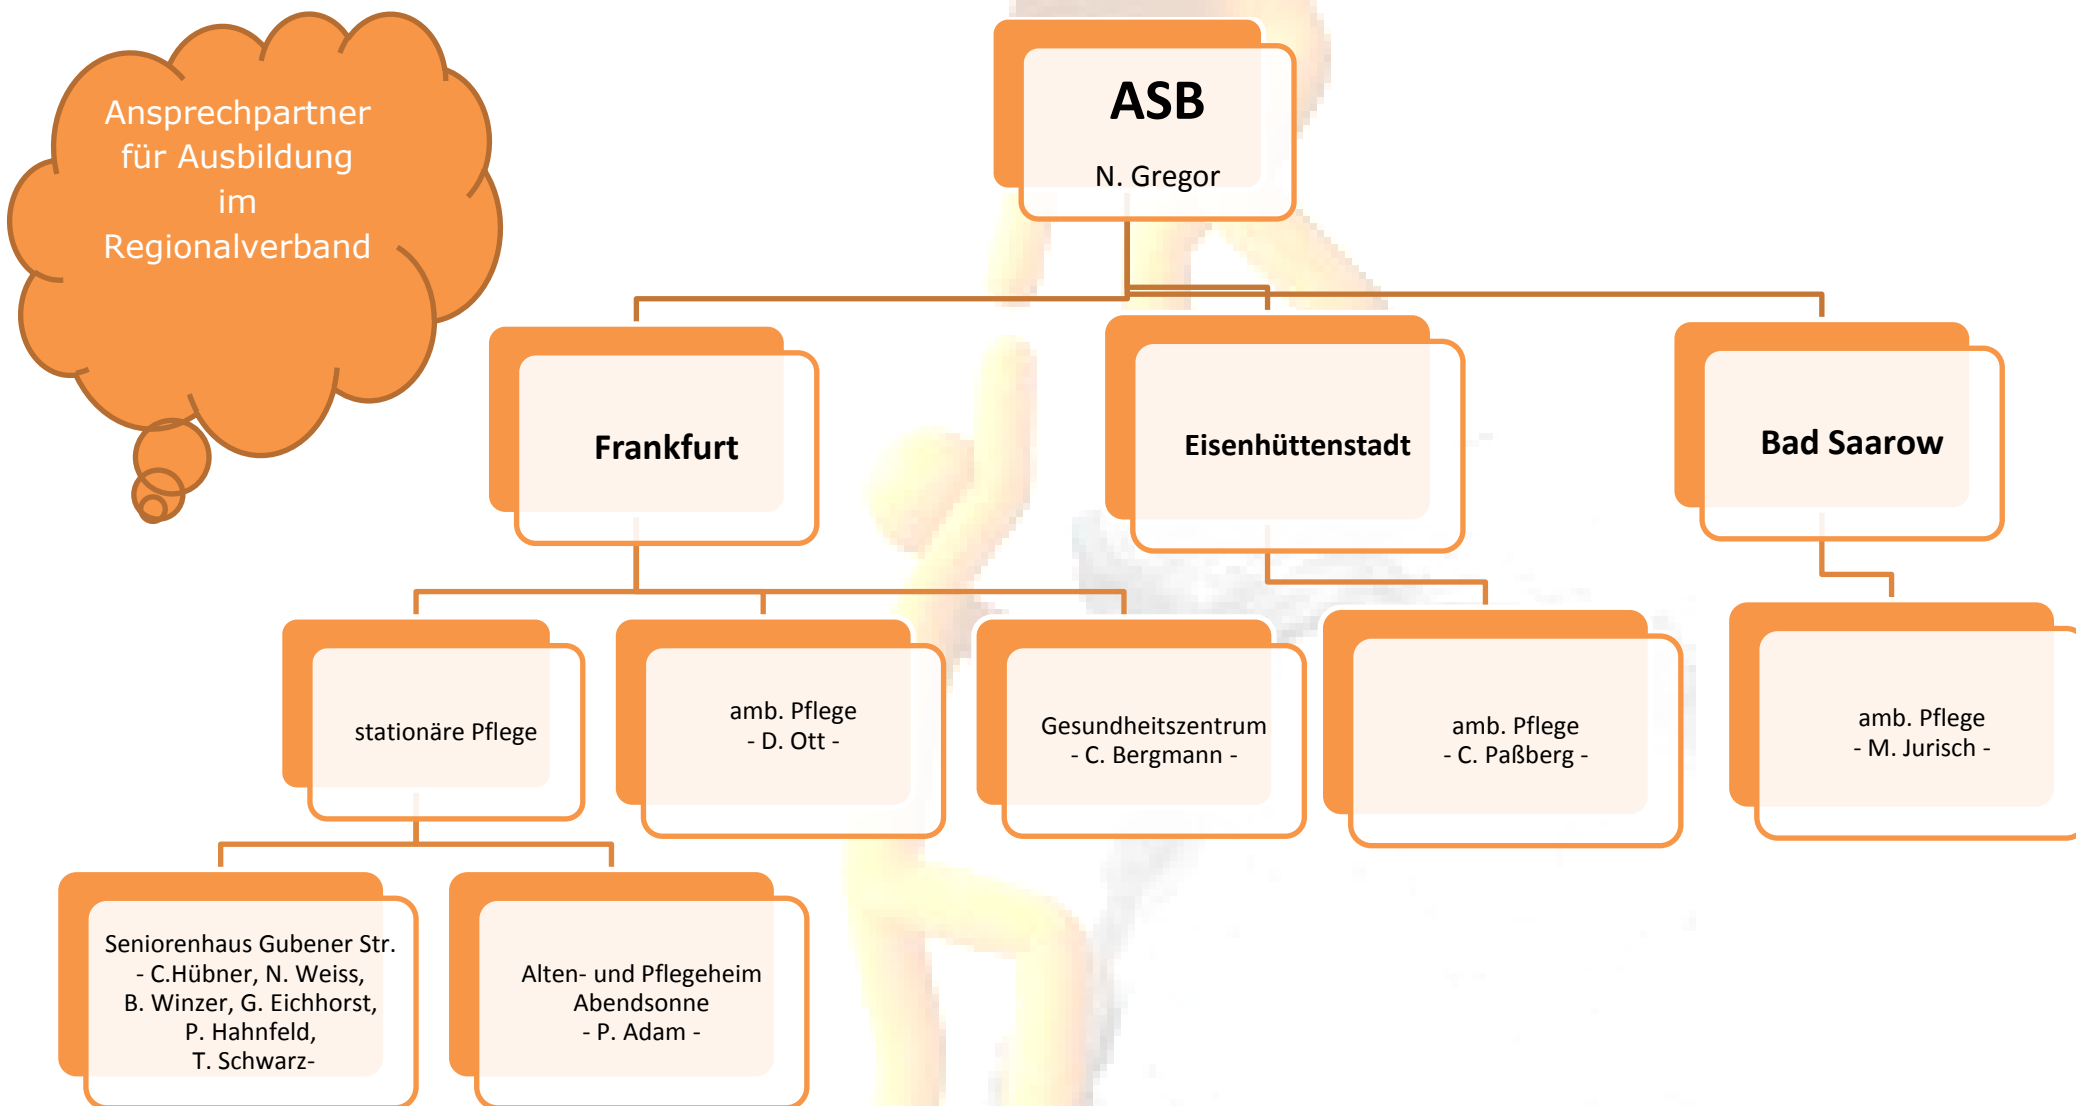 Ansprechpartner
für Ausbildung
im
Regionalverband
ASB
N. Gregor
Frankfurt
Eisenhüttenstadt
Bad Saarow
stationäre Pflege
amb. Pflege
- D. Ott -
Gesundheitszentrum
- C. Bergmann -
amb. Pflege
- C. Paßberg -
amb. Pflege
- M. Jurisch -
Seniorenhaus Gubener Str.
- C.Hübner, N. Weiss,
B. Winzer, G. Eichhorst,
P. Hahnfeld,
T. Schwarz-
Alten- und Pflegeheim
Abendsonne
- P. Adam -